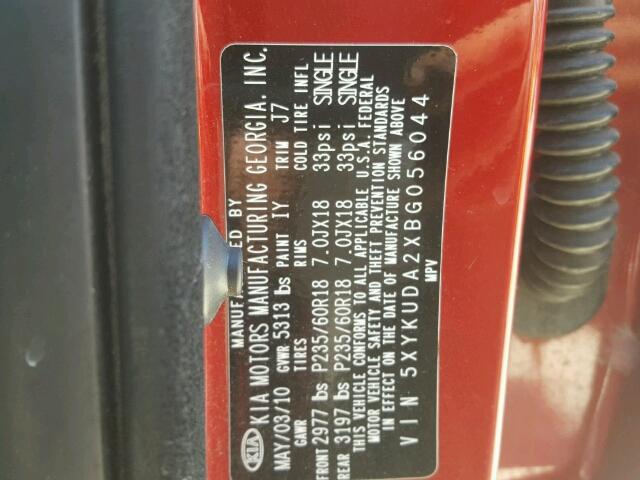 MANUFACTURED BY
KIA KIA MOTORS MANUFACTURING GEORGIA, INC.
MAY/03/10 GVWR 5313 lbs PAINT IY TRIM J7
GAWR TIRES RIMS COLD TIRE INFL
FRONT 2977 lbs P235/60R18 7.0JX18 33psi SINGLE
REAR 3197 lbs P235/60R18 7.0JX18 33psi SINGLE
THIS VEHICLE CONFORMS TO ALL APPLICABLE U.S.A. FEDERAL
MOTOR VEHICLE SAFETY AND THEFT PREVENTION STANDARDS
IN EFFECT ON THE DATE OF MANUFACTURE SHOWN ABOVE
VIN 5XYKUDA2XBG056044
MPV